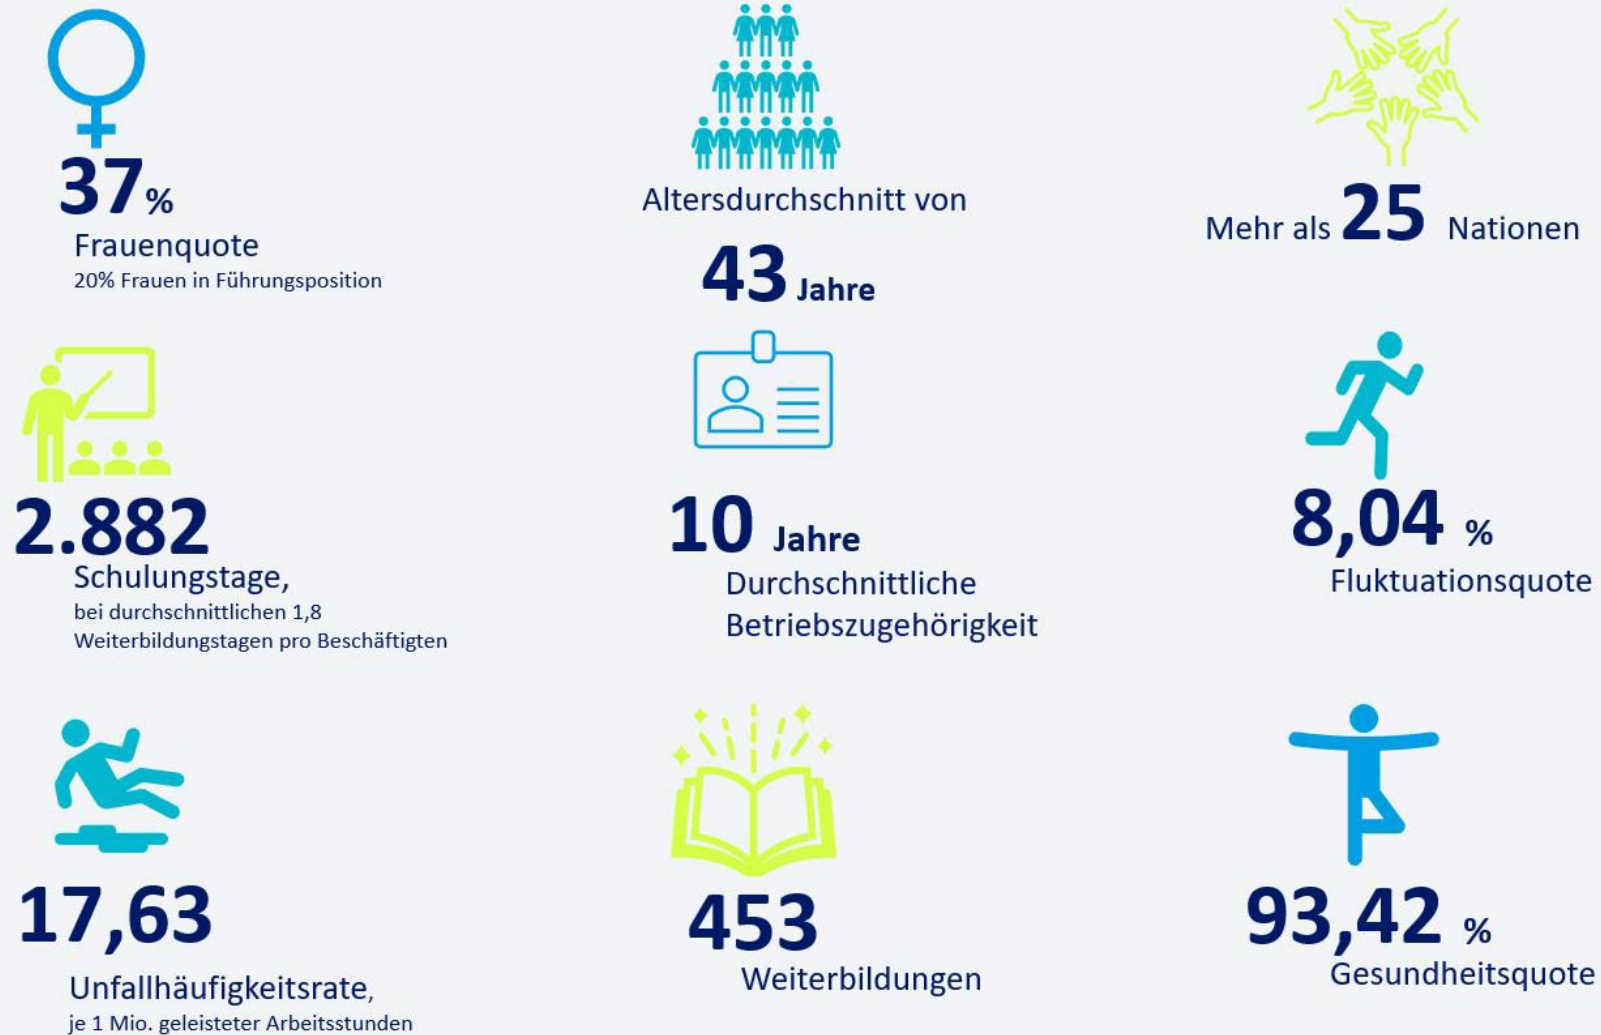 37%
Frauenquote
20% Frauen in Führungsposition
Altersdurchschnitt von
43 Jahre
Mehr als 25 Nationen
2.882
Schulungstage,
bei durchschnittlichen 1,8
Weiterbildungstagen pro Beschäftigten
10 Jahre
Durchschnittliche
Betriebszugehörigkeit
8,04 %
Fluktuationsquote
17,63
Unfallhäufigkeitsrate,
je 1 Mio. geleisteter Arbeitsstunden
453
Weiterbildungen
93,42 %
Gesundheitsquote